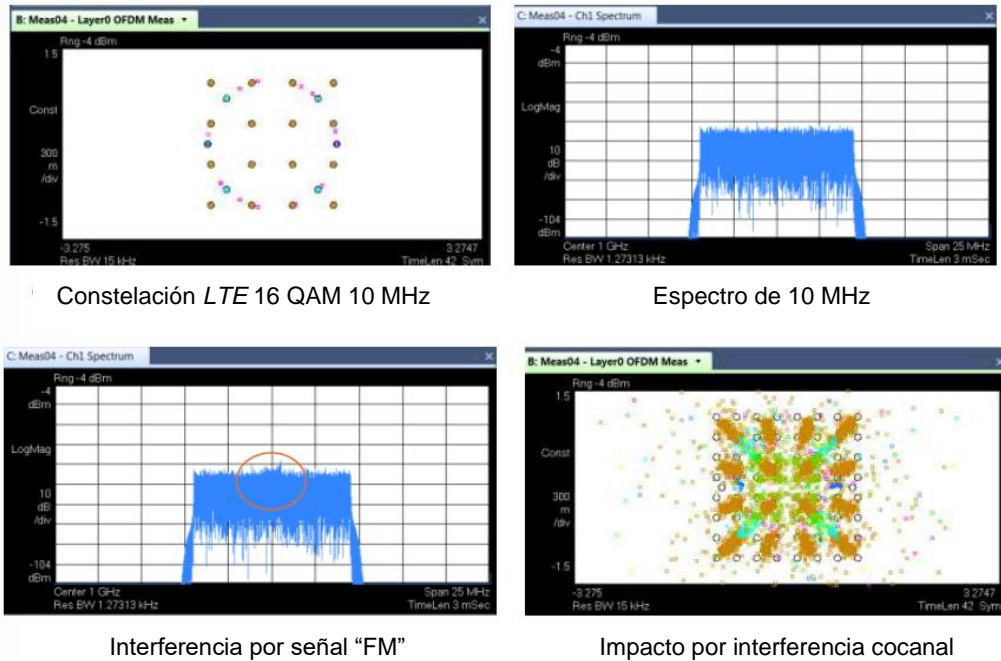 B: Meas04 - Layer0 OFDM Meas
Rng -4 dBm
1.5
Const
300
m
/div
-1.5
-3.275
3.2747
Res BW 15 kHz
TimeLen 42 Sym
C: Meas04 - Ch1 Spectrum
Rng -4 dBm
-4
dBm
LogMag
10
dB
/div
-104
dBm
Center 1 GHz
Span 25 MHz
Res BW 1.27313 kHz
TimeLen 3 mSec
Constelación LTE 16 QAM 10 MHz
Espectro de 10 MHz
C: Meas04 - Ch1 Spectrum
Rng -4 dBm
-4
dBm
LogMag
10
dB
/div
-104
dBm
Center 1 GHz
Span 25 MHz
Res BW 1.27313 kHz
TimeLen 3 mSec
B: Meas04 - Layer0 OFDM Meas
Rng -4 dBm
1.5
Const
300
m
/div
-1.5
-3.275
3.2747
Res BW 15 kHz
TimeLen 42 Sym
Interferencia por señal “FM”
Impacto por interferencia cocanal